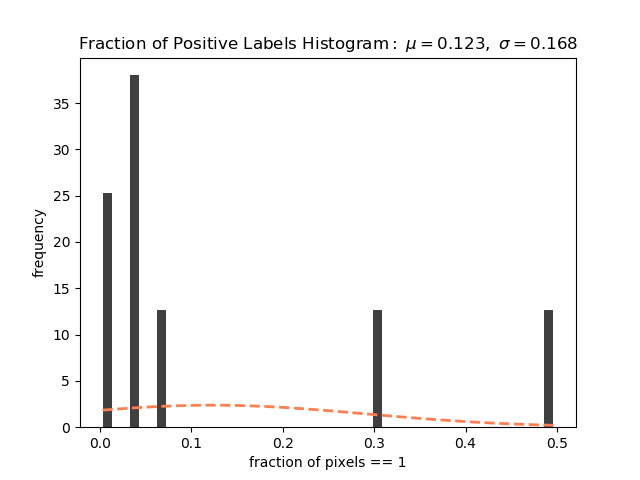 Fraction of Positive Labels Histogram : μ = 0.123, σ = 0.168
frequency
35
30
25
20
15
10
5
0
0.0 0.1 0.2 0.3 0.4 0.5
fraction of pixels == 1